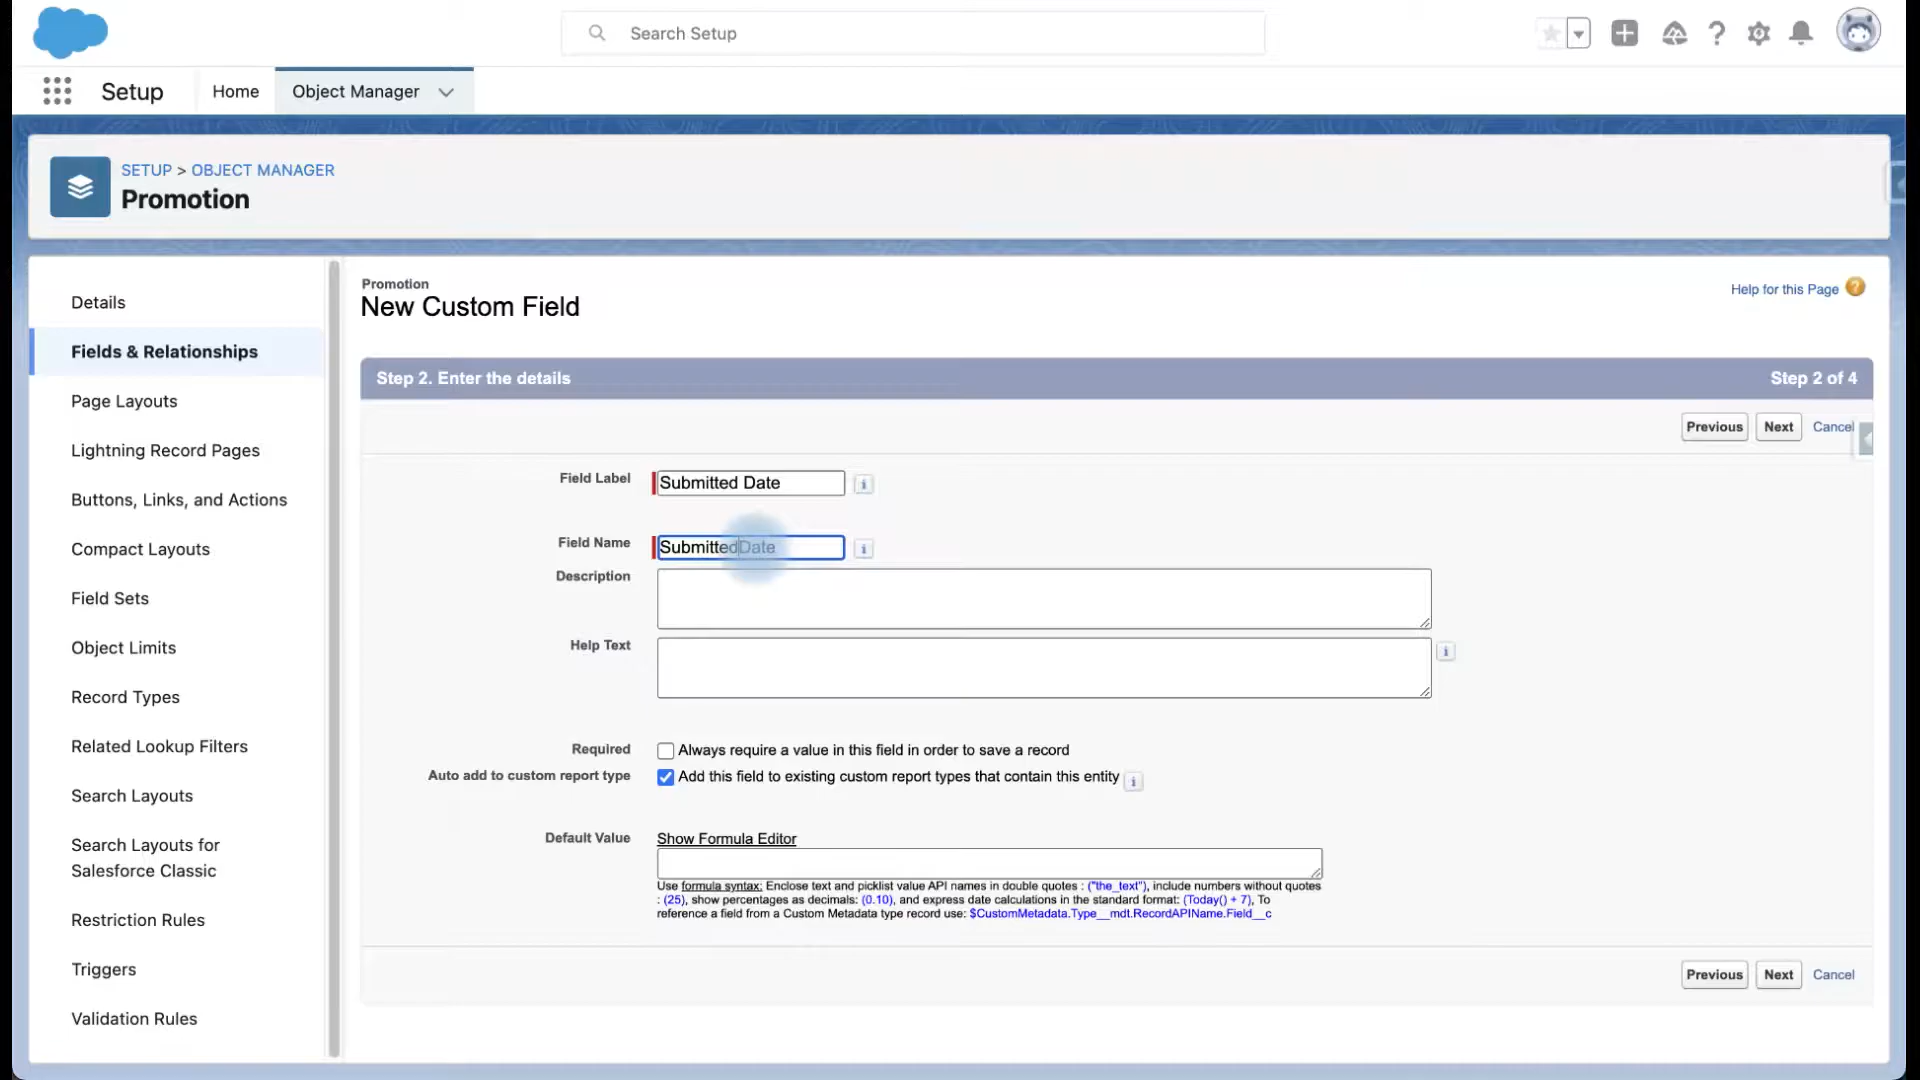 Search Setup
Setup
Home
Object Manager
SETUP > OBJECT MANAGER
Promotion
Details
Fields & Relationships
Page Layouts
Lightning Record Pages
Buttons, Links, and Actions
Compact Layouts
Field Sets
Object Limits
Record Types
Related Lookup Filters
Search Layouts
Search Layouts for
Salesforce Classic
Restriction Rules
Triggers
Validation Rules
Promotion
New Custom Field
Help for this Page
Step 2. Enter the details
Step 2 of 4
Previous
Next
Cancel
Field Label
Submitted Date
Field Name
SubmittedDate
Description
Help Text
Required
Always require a value in this field in order to save a record
Auto add to custom report type
Add this field to existing custom report types that contain this entity
Default Value
Show Formula Editor
Use formula syntax: Enclose text and picklist value API names in double quotes : ("the_text"), include numbers without quotes
: (25), show percentages as decimals: (0.10), and express date calculations in the standard format: (Today() + 7), To
reference a field from a Custom Metadata type record use: $CustomMetadata.Type__mdt.RecordAPIName.Field__c
Previous
Next
Cancel